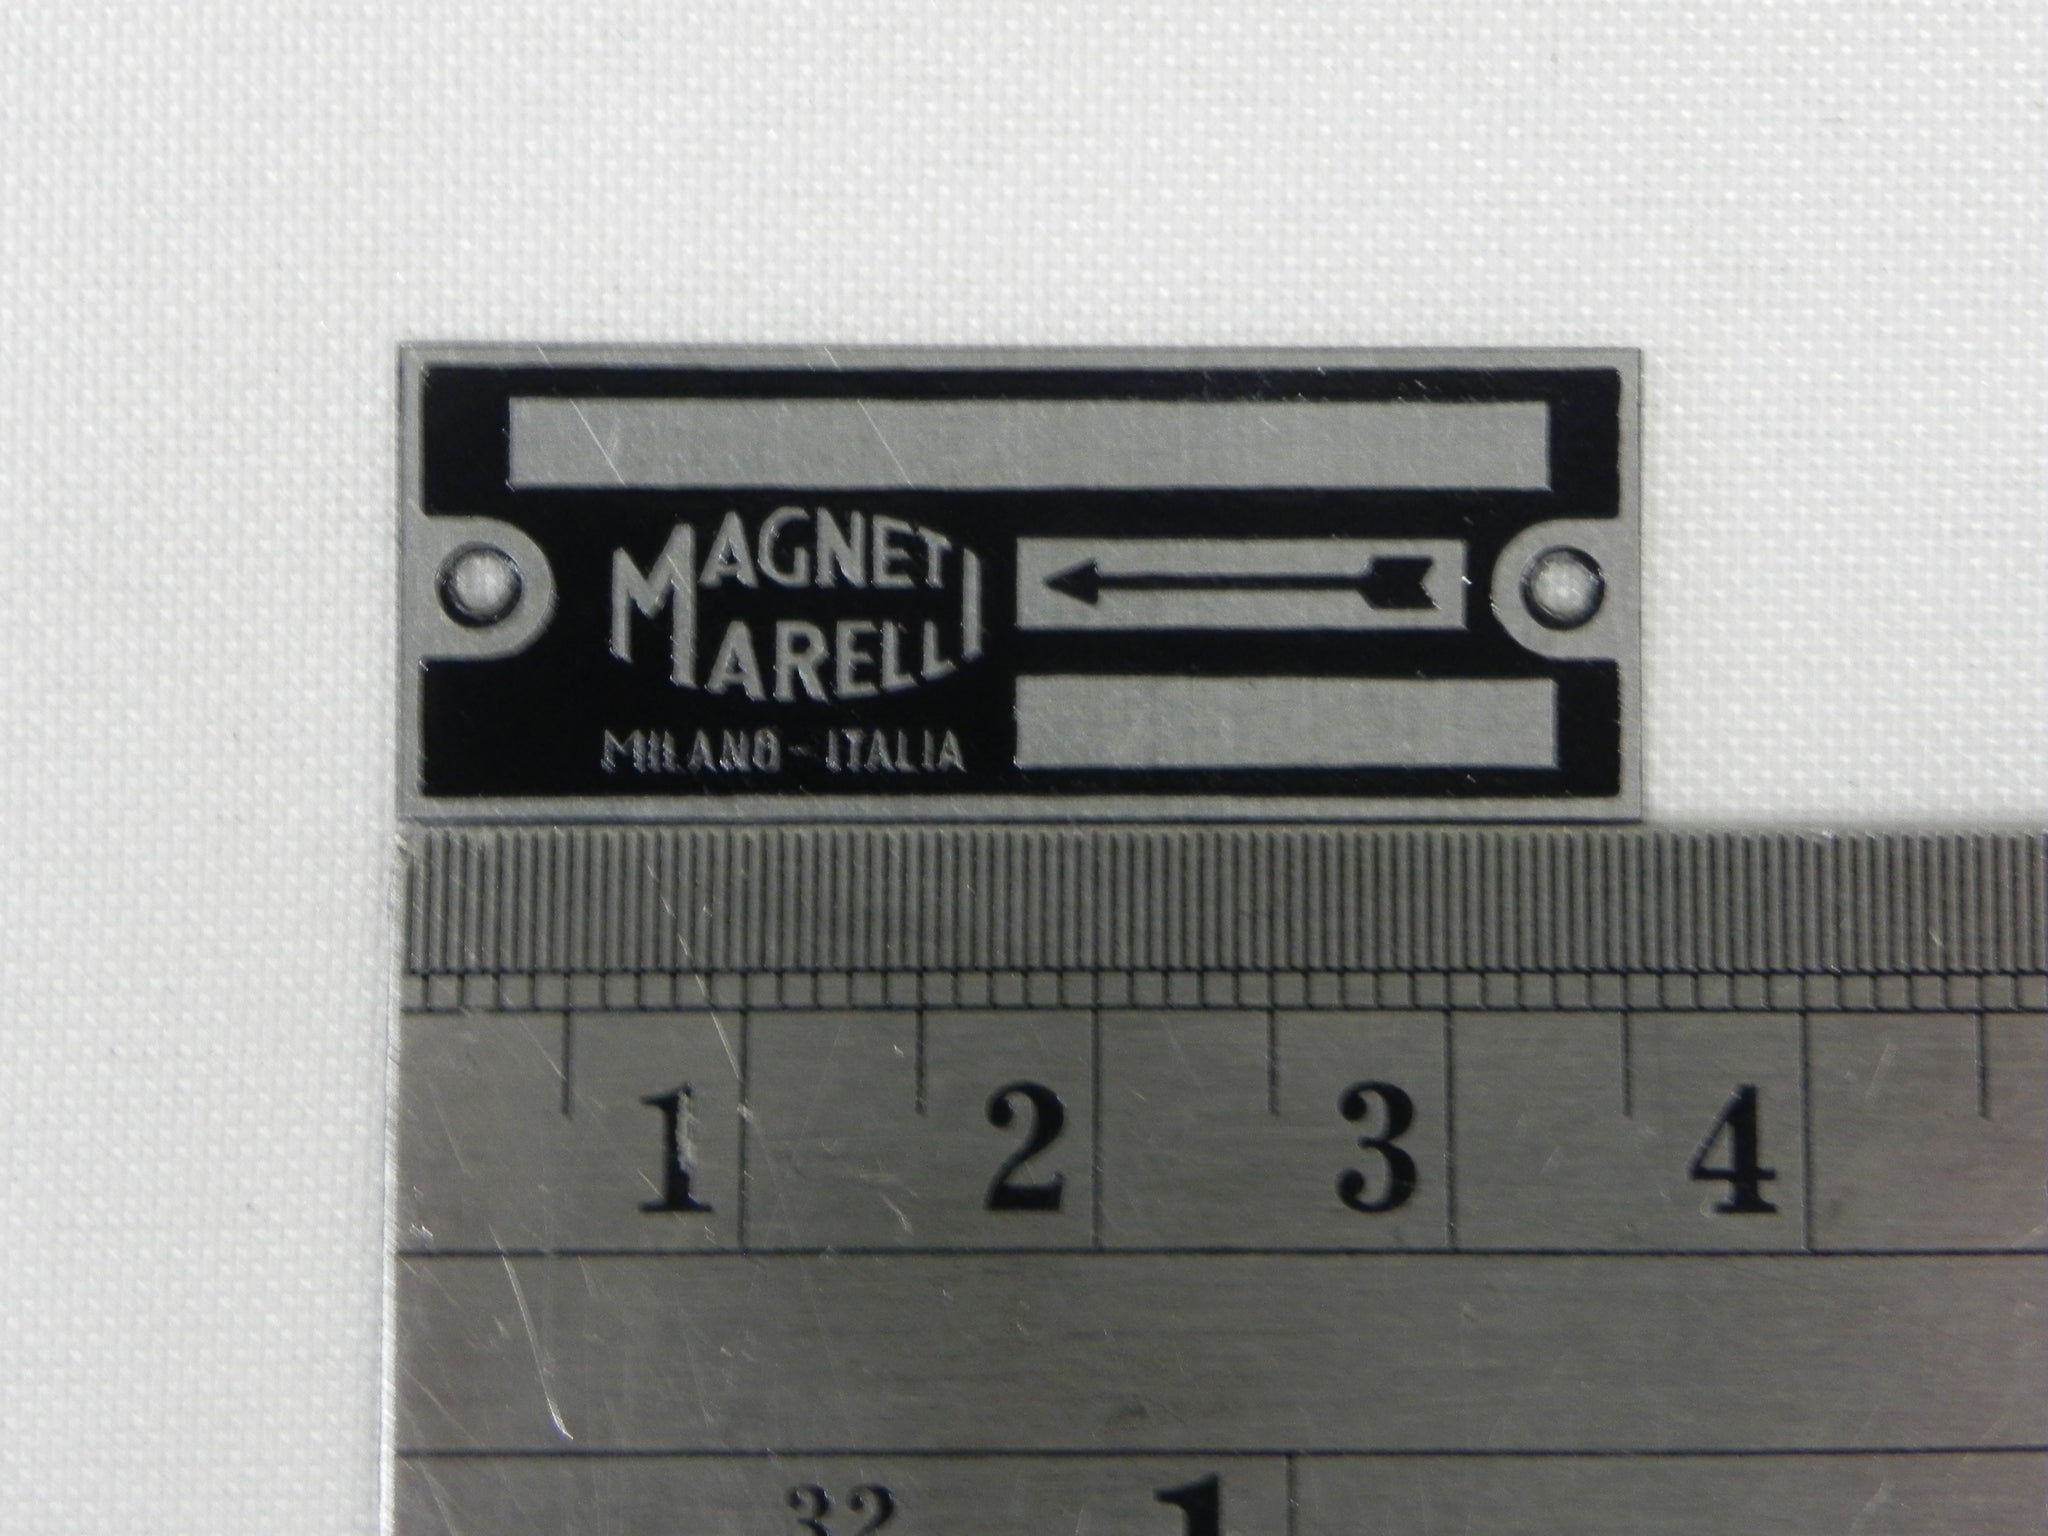 MAGNETI
MARELLI
MILANO-ITALIA
1 2 3 4
32 1